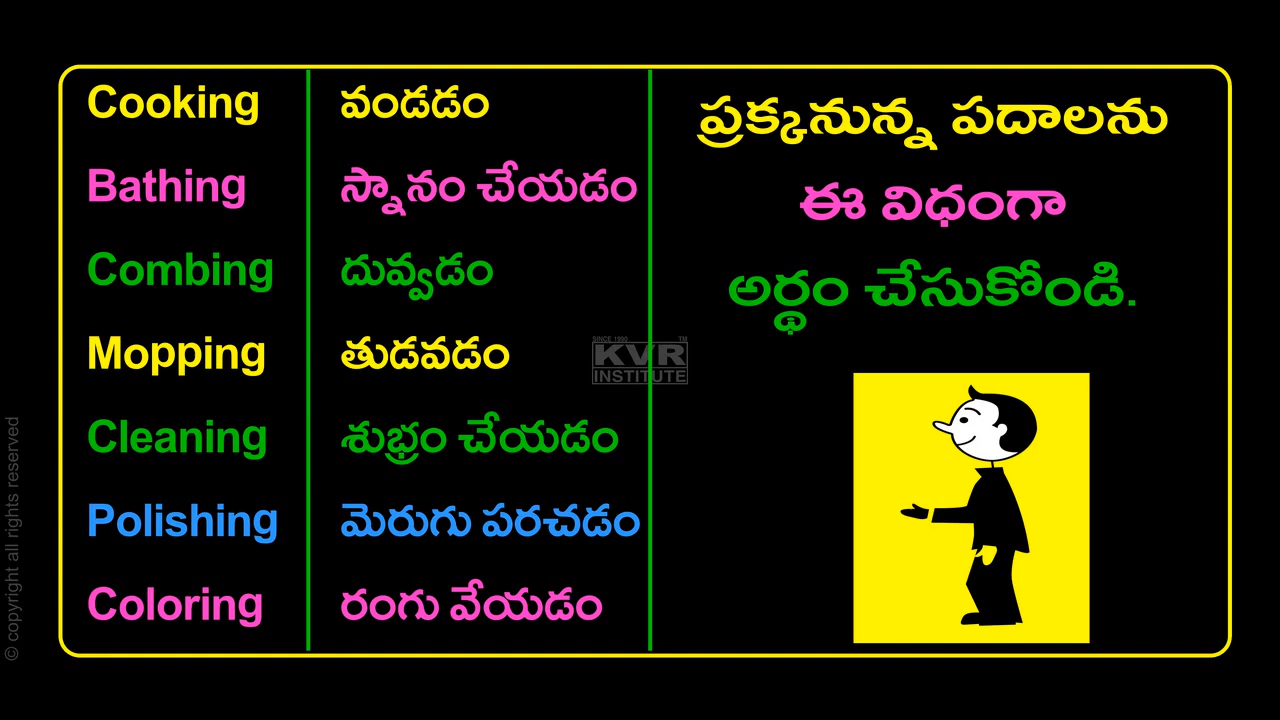 Cooking వండడం
Bathing స్నానం చేయడం
Combing దువ్వడం
Mopping తుడవడం
Cleaning శుభ్రం చేయడం
Polishing మెరుగు పరచడం
Coloring రంగు వేయడం
ప్రక్కనున్న పదాలను
ఈ విధంగా
అర్థం చేసుకోండి.
SINCE 1990 TM
KVR
INSTITUTE
© copyright all rights reserved